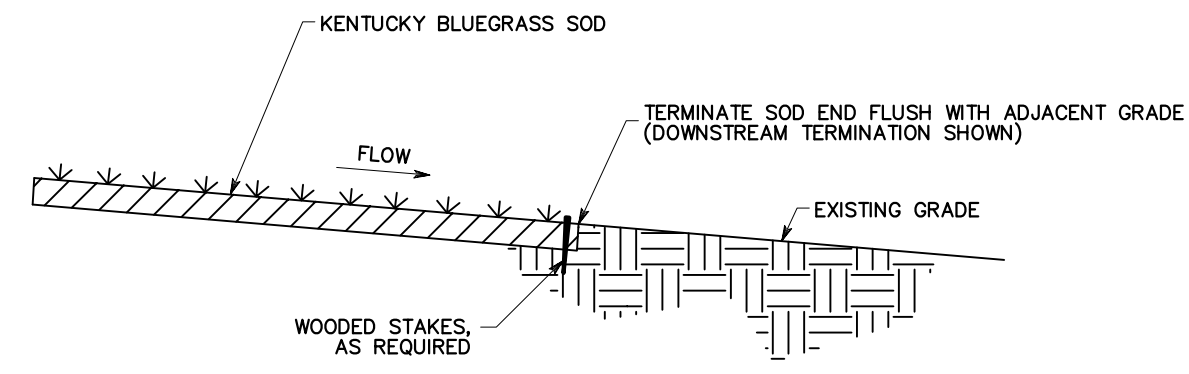 KENTUCKY BLUEGRASS SOD
TERMINATE SOD END FLUSH WITH ADJACENT GRADE
(DOWNSTREAM TERMINATION SHOWN)
FLOW
EXISTING GRADE
WOODED STAKES,
AS REQUIRED